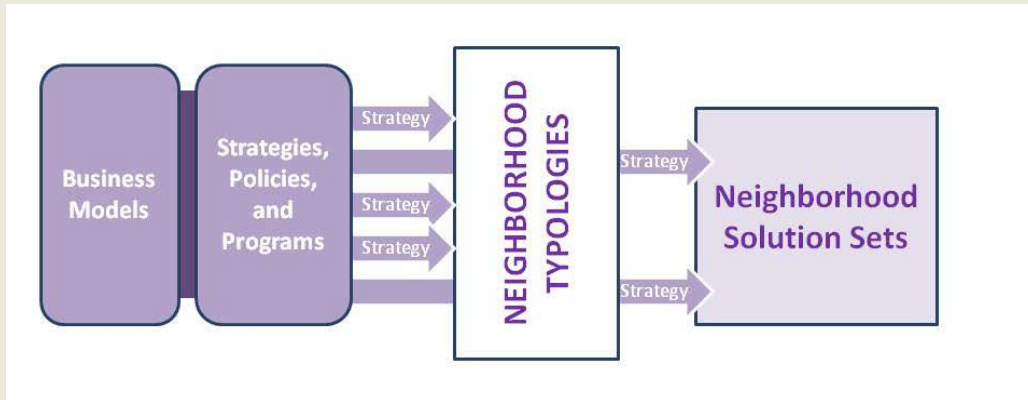 Business
Models
Strategies,
Policies,
and
Programs
Strategy
Strategy
Strategy
NEIGHBORHOOD
TYPOLOGIES
Strategy
Strategy
Neighborhood
Solution Sets